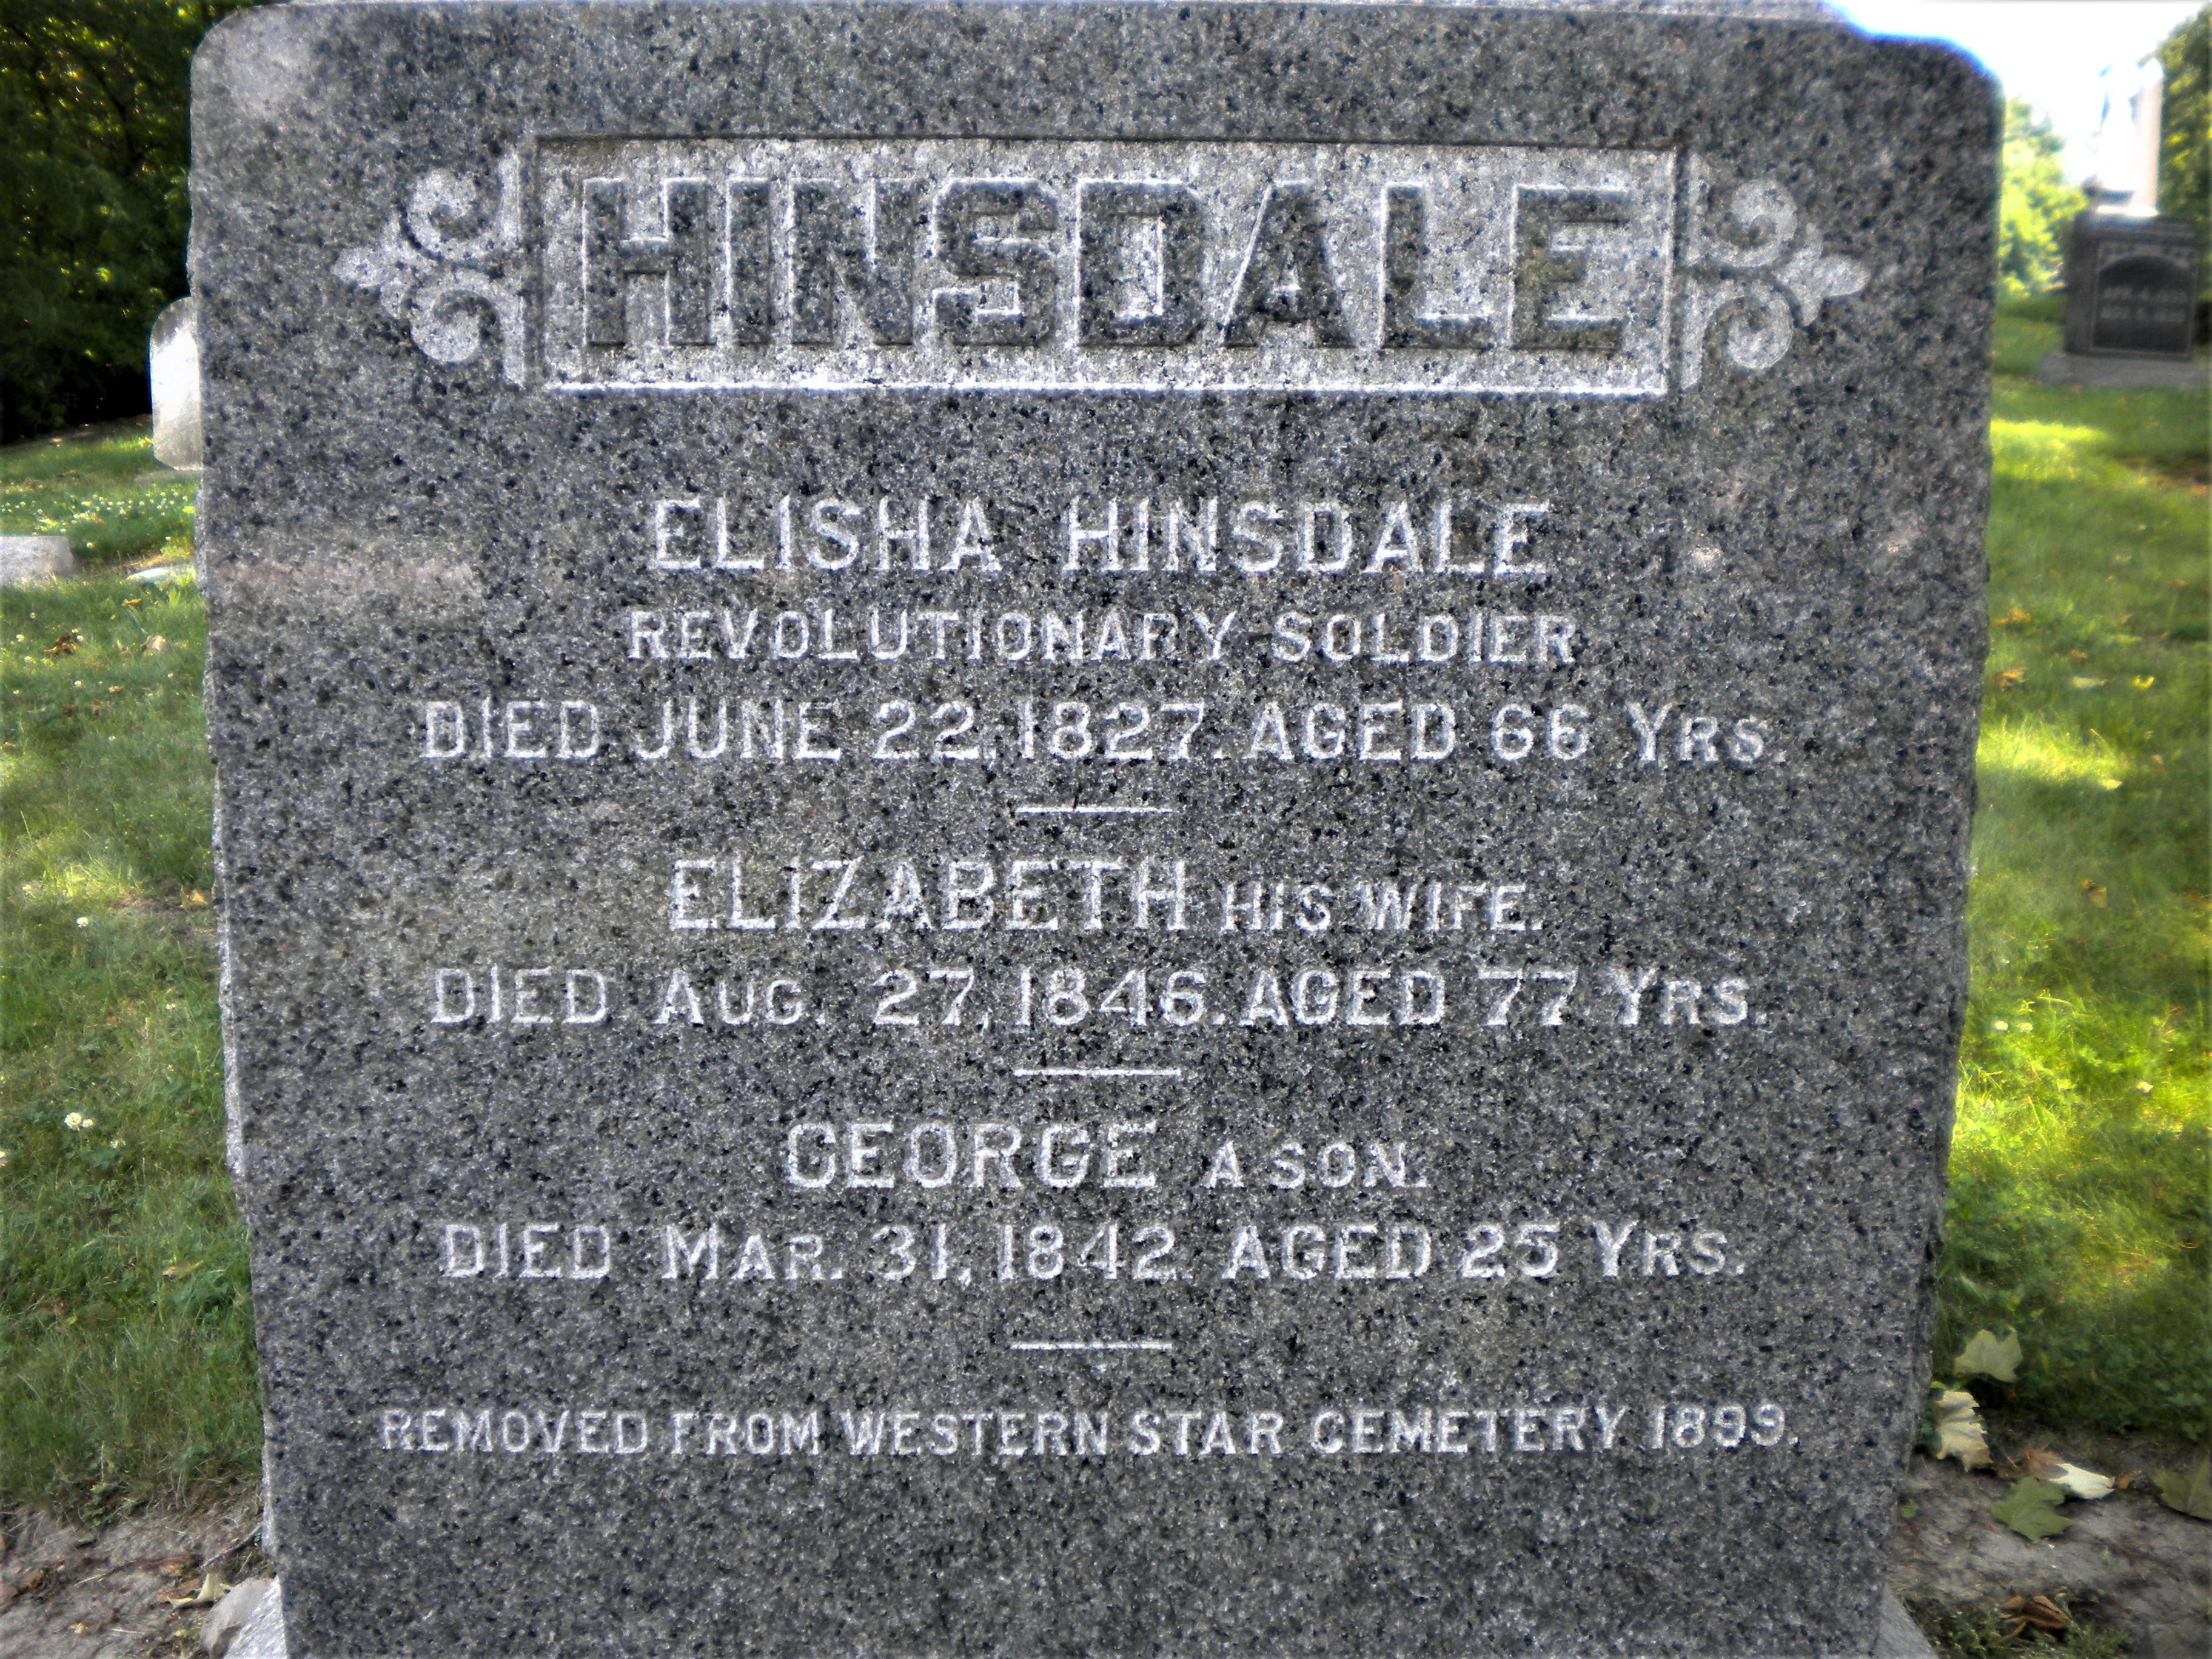 HINSDALE
ELISHA HINSDALE
REVOLUTIONARY SOLDIER
DIED JUNE 22, 1827. AGED 66 YRS.
ELIZABETH HIS WIFE.
DIED AUG. 27, 1846. AGED 77 YRS.
GEORGE A SON.
DIED MAR. 31, 1842. AGED 25 YRS.
REMOVED FROM WESTERN STAR CEMETERY 1899.